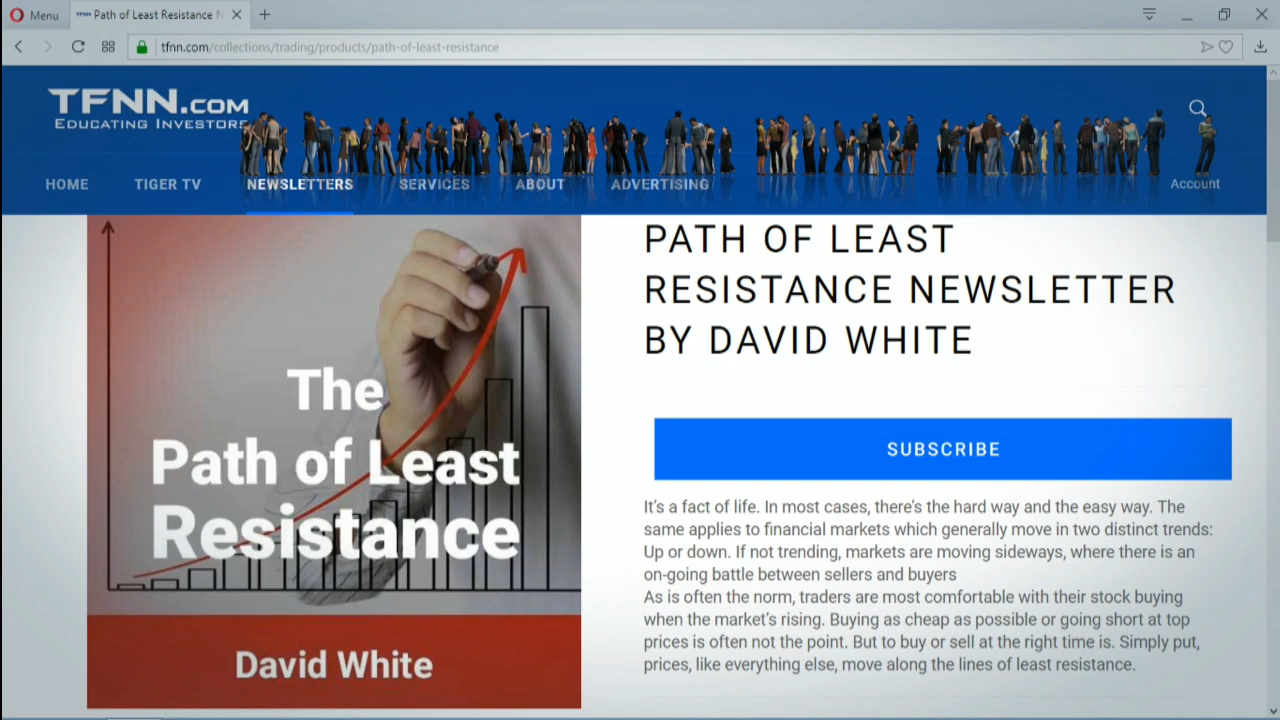 Menu
Path of Least Resistance N
tfnn.com/collections/trading/products/path-of-least-resistance
TFNN.COM
EDUCATING INVESTORS
HOME TIGER TV NEWSLETTERS SERVICES ABOUT ADVERTISING Account
The
Path of Least
Resistance
David White
PATH OF LEAST
RESISTANCE NEWSLETTER
BY DAVID WHITE
SUBSCRIBE
It's a fact of life. In most cases, there's the hard way and the easy way. The
same applies to financial markets which generally move in two distinct trends:
Up or down. If not trending, markets are moving sideways, where there is an
on-going battle between sellers and buyers
As is often the norm, traders are most comfortable with their stock buying
when the market's rising. Buying as cheap as possible or going short at top
prices is often not the point. But to buy or sell at the right time is. Simply put,
prices, like everything else, move along the lines of least resistance.